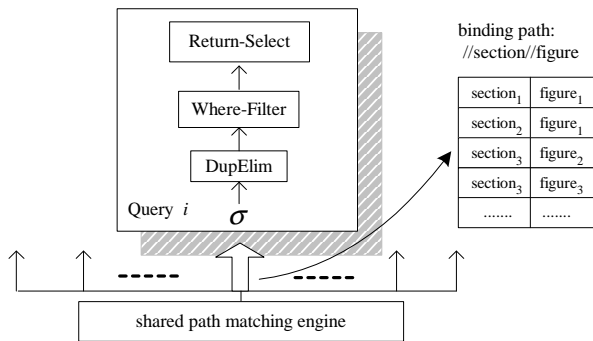 Return-Select
Where-Filter
DupElim
Query i
σ
shared path matching engine
binding path:
//section//figure
section₁ figure₁
section₂ figure₁
section₃ figure₂
section₃ figure₃
....... .......